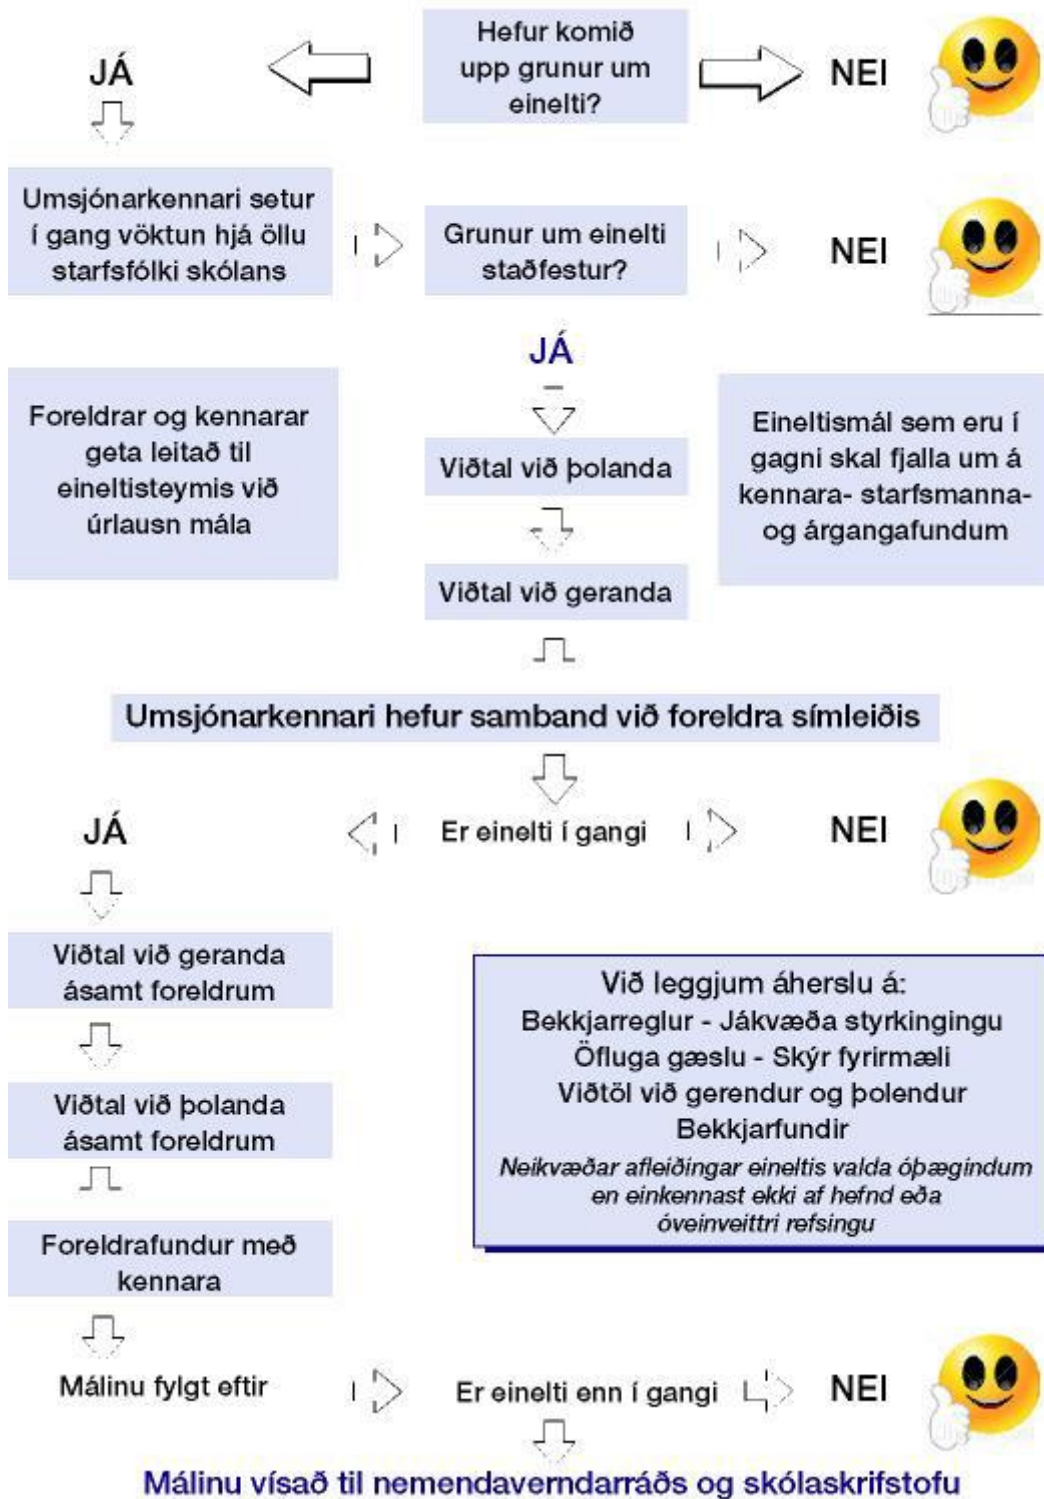 Hefur komið
upp grunur um
einelti?
JÁ
NEI
Umsjónarkennari setur
í gang vöktun hjá öllu
starfsfólki skólans
Grunur um einelti
staðfestur?
NEI
JÁ
Foreldrar og kennarar
geta leitað til
eineltisteymis við
úrlausn mála
Viðtal við þolanda
Eineltismál sem eru í
gagni skal fjalla um á
kennara- starfsmanna-
og árgangafundum
Viðtal við geranda
Umsjónarkennari hefur samband við foreldra símleiðis
JÁ
Er einelti í gangi
NEI
Viðtal við geranda
ásamt foreldrum
Viðtal við þolanda
ásamt foreldrum
Foreldrafundur með
kennara
Við leggjum áherslu á:
Bekkjarreglur - Jákvæða styrkingingu
Öfluga gæslu - Skýr fyrirmæli
Viðtöl við gerendur og þolendur
Bekkjarfundir
Neikvæðar afleiðingar eineltis valda óþægindum
en einkennast ekki af hefnd eða
óveinveittri refsingu
Málinu fylgt eftir
Er einelti enn í gangi
NEI
Málinu vísað til nemendaverndarráðs og skólaskrifstofu